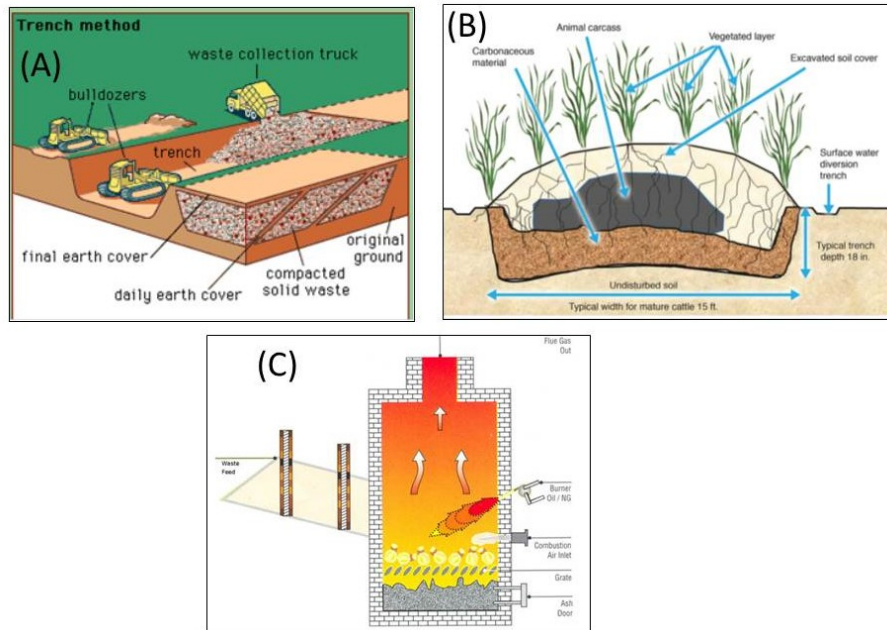 Trench method
(A)
waste collection truck
bulldozers
trench
final earth cover
daily earth cover
compacted
solid waste
original
ground
(B)
Animal carcass
Carbonaceous
material
Vegetated layer
Excavated soil cover
Surface water
diversion
trench
Typical trench
depth 18 in.
Undisturbed soil
Typical width for mature cattle 15 ft.
(C)
Flue Gas
Out
Waste
Feed
Burner
Oil / NG
Combustion
Air Inlet
Grate
Ash
Door